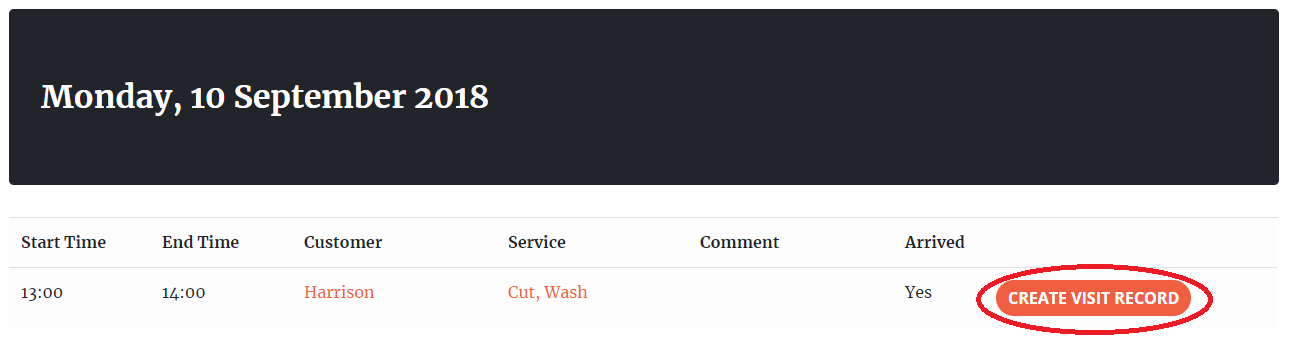 Monday, 10 September 2018
Start Time End Time Customer Service Comment Arrived
13:00 14:00 Harrison Cut, Wash Yes CREATE VISIT RECORD